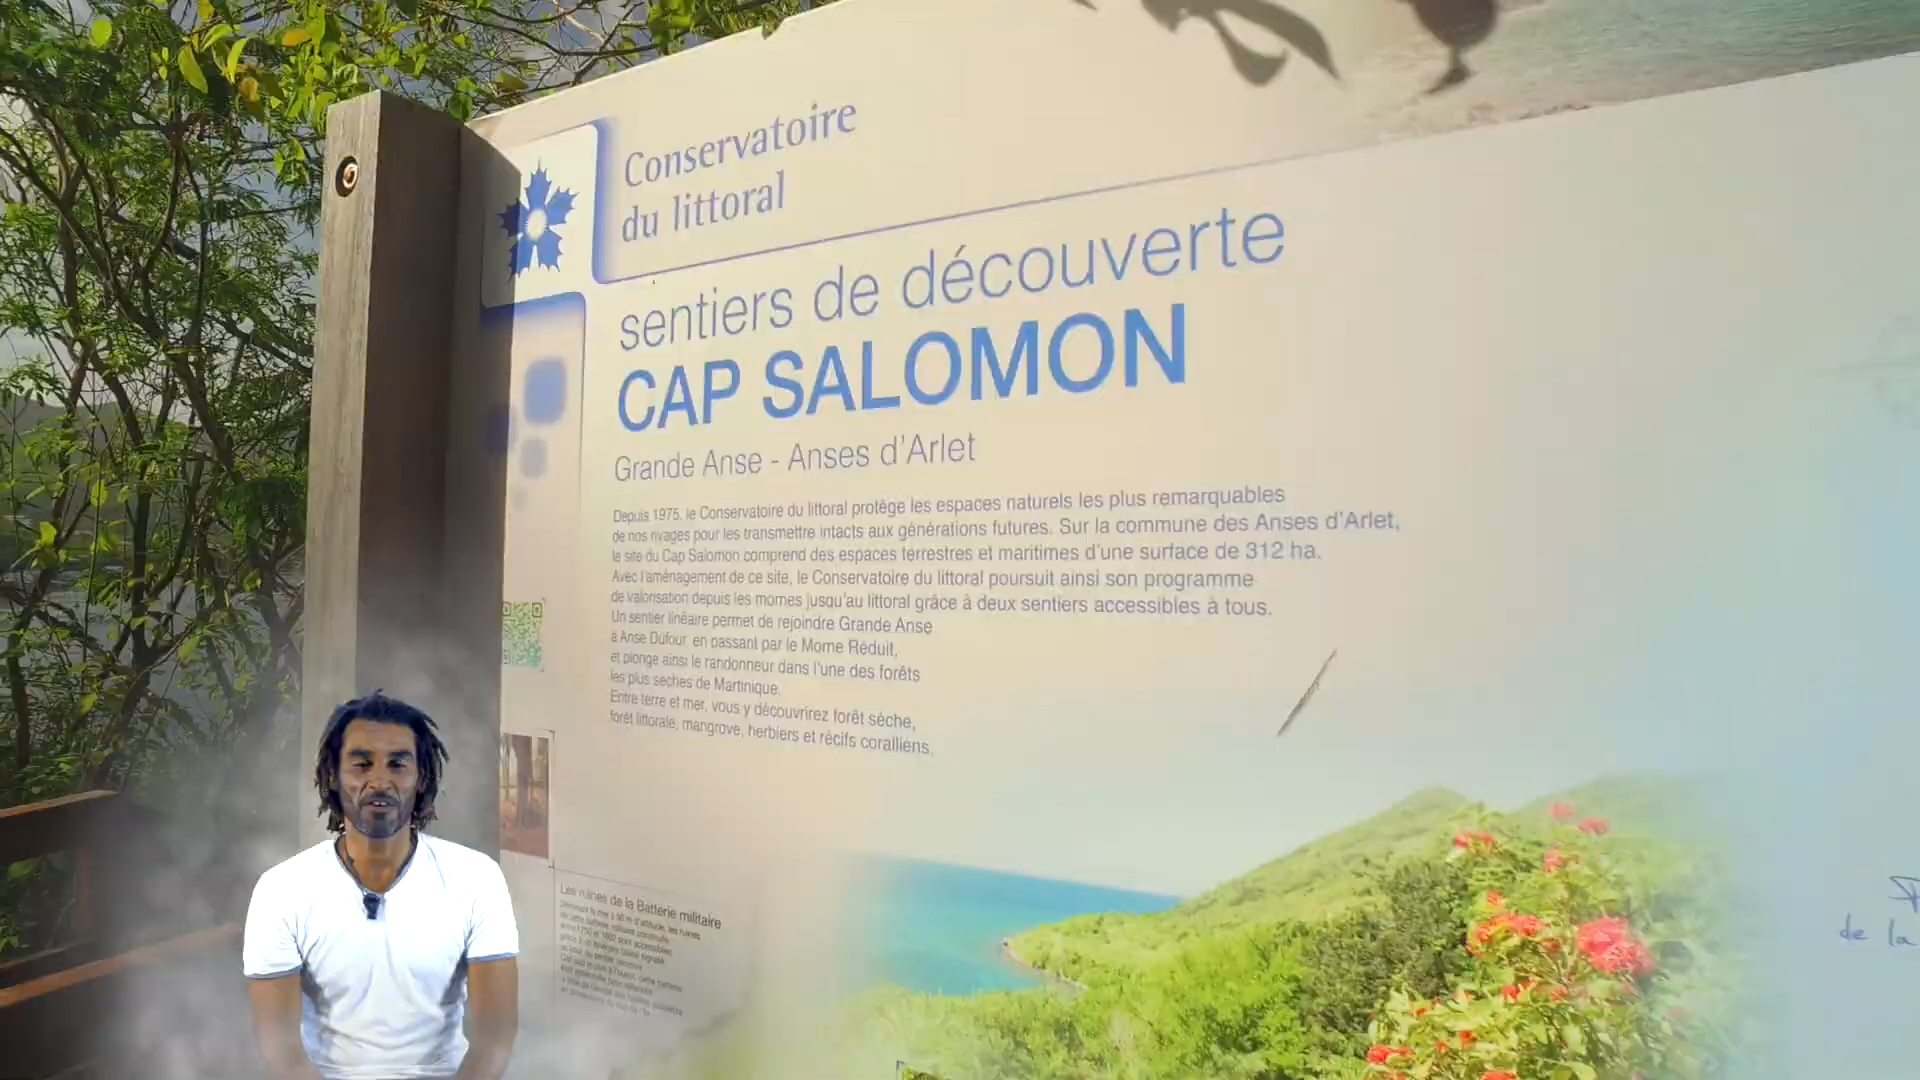 Conservatoire
du littoral
sentiers de découverte
CAP SALOMON
Grande Anse - Anses d'Arlet
Depuis 1975, le Conservatoire du littoral protège les espaces naturels les plus remarquables
de nos rivages pour les transmettre intacts aux générations futures. Sur la commune des Anses d'Arlet,
le site du Cap Salomon comprend des espaces terrestres et maritimes d'une surface de 312 ha.
Avec l'aménagement de ce site, le Conservatoire du littoral poursuit ainsi son programme
de valorisation depuis les mornes jusqu'au littoral grâce à deux sentiers accessibles à tous.
Un sentier linéaire permet de rejoindre Grande Anse
à Anse Dufour, en passant par le Morne Réduit,
et plonge ainsi le randonneur dans l'une des forêts
les plus sèches de Martinique.
Entre terre et mer, vous y découvrirez forêt sèche,
forêt littorale, mangrove, herbiers et récifs coralliens.
Les ruines de la Batterie militaire
de la